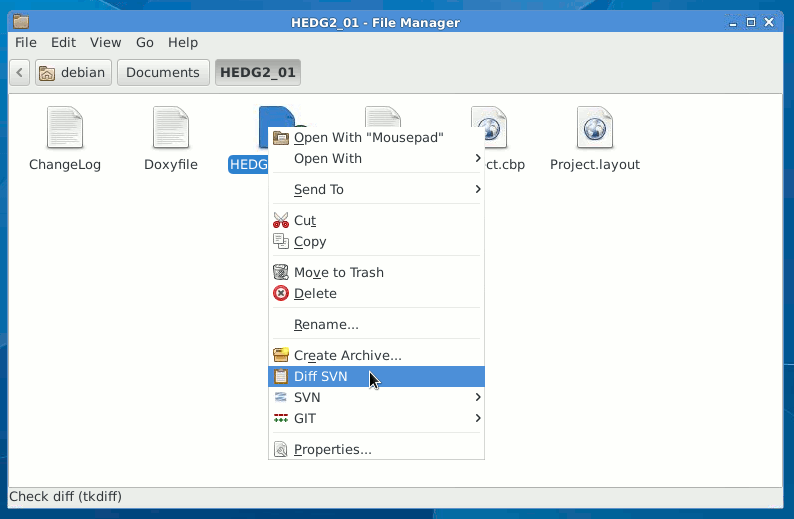 HEDG2_01 - File Manager
File Edit View Go Help
debian Documents HEDG2_01
ChangeLog Doxyfile HEDG ct.cbp Project.layout
Open With "Mousepad"
Open With
Send To
Cut
Copy
Move to Trash
Delete
Rename...
Create Archive...
Diff SVN
SVN
GIT
Properties...
Check diff (tkdiff)